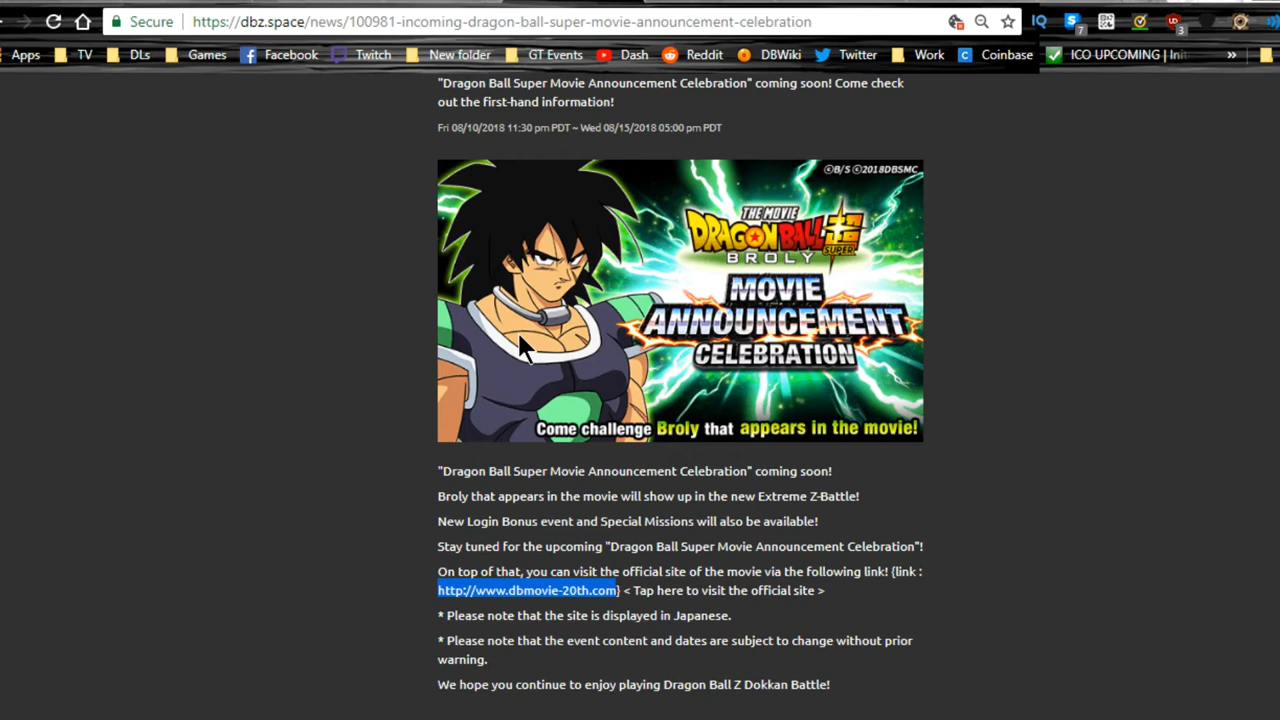 Secure
https://dbz.space/news/100981-incoming-dragon-ball-super-movie-announcement-celebration
IQ
7
3
Apps TV DLs Games Facebook Twitch New folder GT Events Dash Reddit DBWiki Twitter Work Coinbase ICO UPCOMING | Init »
"Dragon Ball Super Movie Announcement Celebration" coming soon! Come check
out the first-hand information!
Fri 08/10/2018 11:30 pm PDT ~ Wed 08/15/2018 05:00 pm PDT
©B/S ©2018DBSMC
THE MOVIE
DRAGON BALL 超
SUPER
BROLY
MOVIE
ANNOUNCEMENT
CELEBRATION
Come challenge Broly that appears in the movie!
"Dragon Ball Super Movie Announcement Celebration" coming soon!
Broly that appears in the movie will show up in the new Extreme Z-Battle!
New Login Bonus event and Special Missions will also be available!
Stay tuned for the upcoming "Dragon Ball Super Movie Announcement Celebration"!
On top of that, you can visit the official site of the movie via the following link! {link :
http://www.dbmovie-20th.com} < Tap here to visit the official site >
* Please note that the site is displayed in Japanese.
* Please note that the event content and dates are subject to change without prior
warning.
We hope you continue to enjoy playing Dragon Ball Z Dokkan Battle!